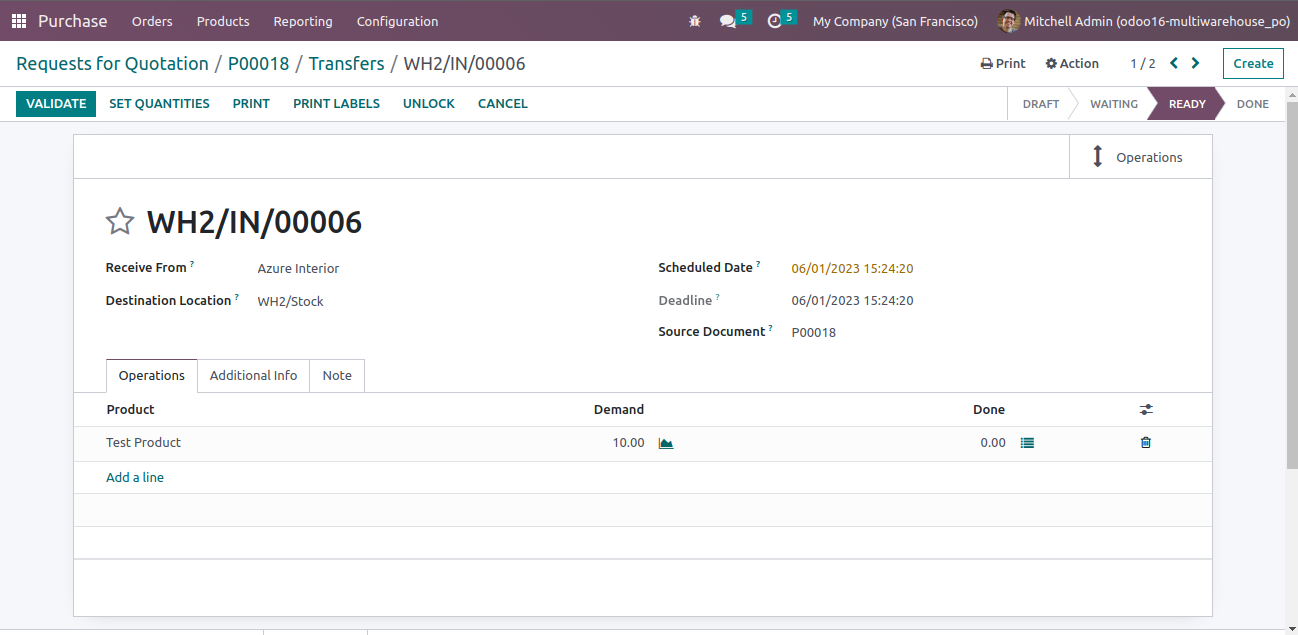 Purchase Orders Products Reporting Configuration 5 5 My Company (San Francisco) Mitchell Admin (odoo16-multiwarehouse_po)
Requests for Quotation / P00018 / Transfers / WH2/IN/00006 Print Action 1 / 2 Create
VALIDATE SET QUANTITIES PRINT PRINT LABELS UNLOCK CANCEL DRAFT WAITING READY DONE
Operations
WH2/IN/00006
Receive From ? Azure Interior Scheduled Date ? 06/01/2023 15:24:20
Destination Location ? WH2/Stock Deadline ? 06/01/2023 15:24:20
Source Document ? P00018
Operations Additional Info Note
Product Demand Done
Test Product 10.00 0.00
Add a line